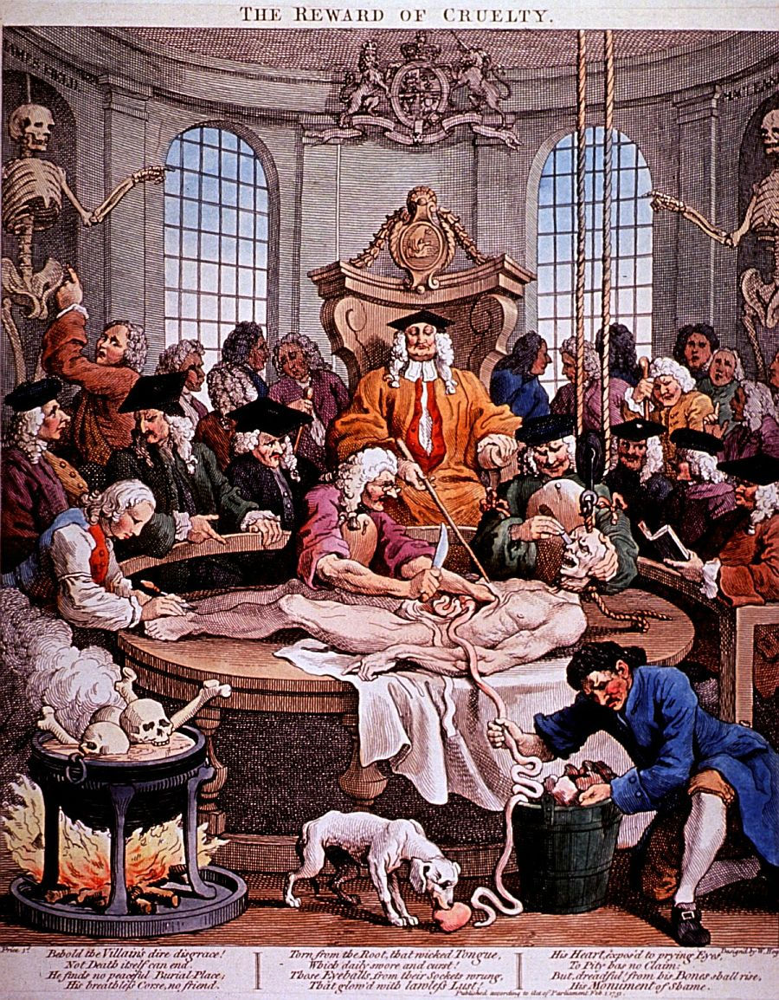 THE REWARD OF CRUELTY.
JAMES FIELD
MACLEANE
Price 1s.
Behold the Villain's dire disgrace!
Not Death itself can end.
He finds no peaceful Burial-Place;
His breathless Corse, no friend.
Torn from the Root, that wicked Tongue,
Which daily swore and curst!
Those Eyeballs, from their Sockets wrung,
That glow'd with lawless Lust!
His Heart, expos'd to prying Eyes,
To Pity has no Claim:
But, dreadful! from his Bones shall rise,
His Monument of Shame.
Designed by W. Hog
Published according to Act of Parliament Feb. 1. 1751.